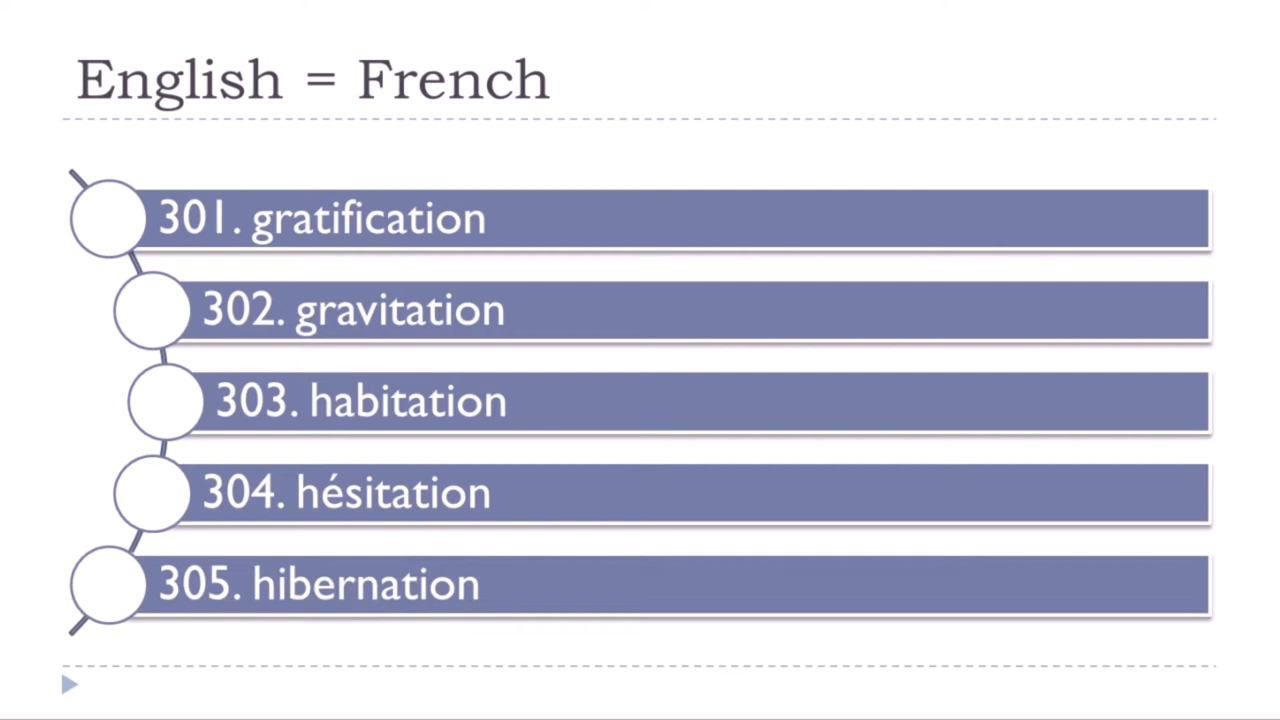 English = French
301. gratification
302. gravitation
303. habitation
304. hésitation
305. hibernation